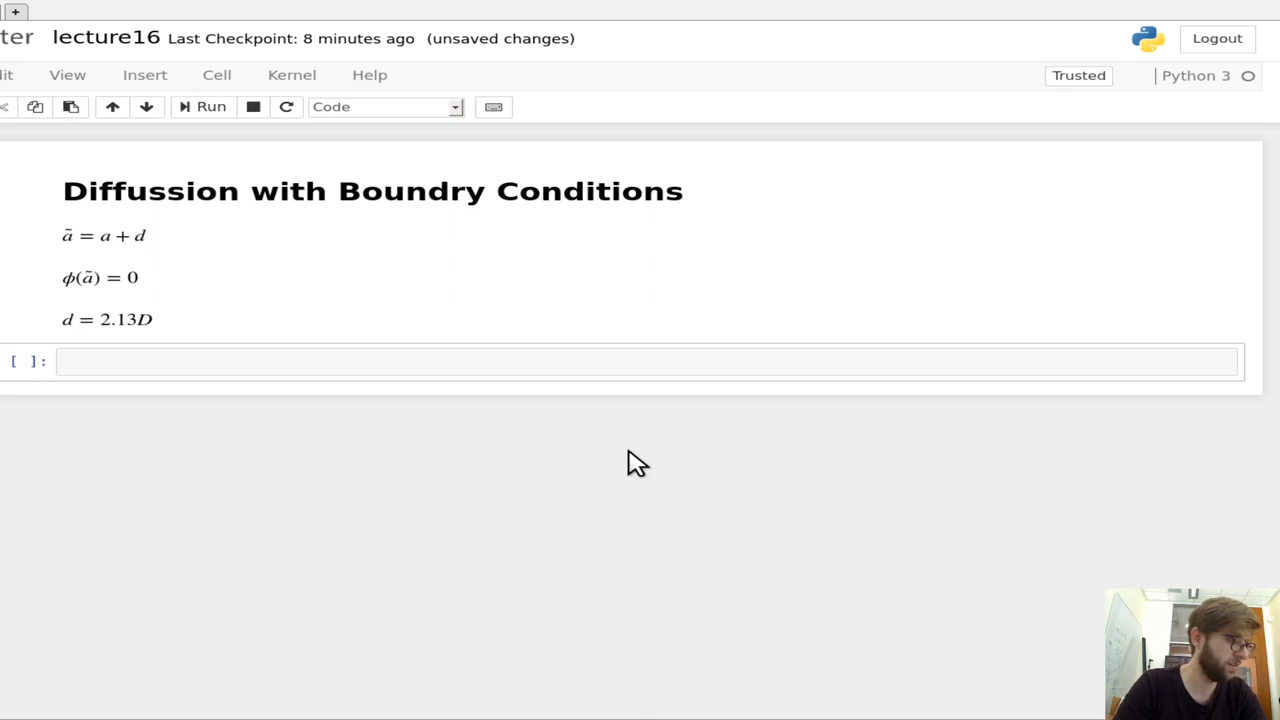 +
ter lecture16 Last Checkpoint: 8 minutes ago (unsaved changes) Logout
it View Insert Cell Kernel Help Trusted Python 3
Run Code
Diffussion with Boundry Conditions
ã = a + d
ϕ(ã) = 0
d = 2.13D
[ ]: